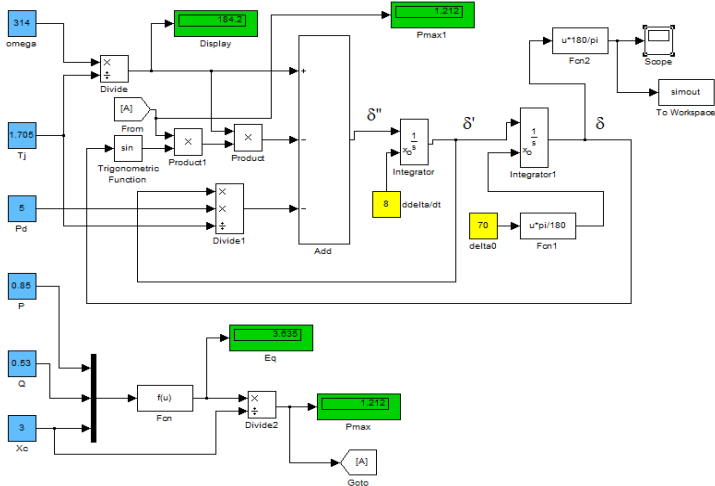 314
omega
×
÷
Divide
184.2
Display
1.212
Pmax1
[A]
From
+
−
−
Add
1.705
Tj
sin
Trigonometric
Function
×
Product1
×
Product
5
Pd
×
×
÷
Divide1
δ''
1
s
xo
Integrator
8
ddelta/dt
δ'
1
s
xo
Integrator1
δ
70
delta0
u*pi/180
Fcn1
u*180/pi
Fcn2
Scope
simout
To Workspace
0.85
P
0.53
Q
3
Xc
f(u)
Fcn
3.635
Eq
×
÷
Divide2
1.212
Pmax
[A]
Goto